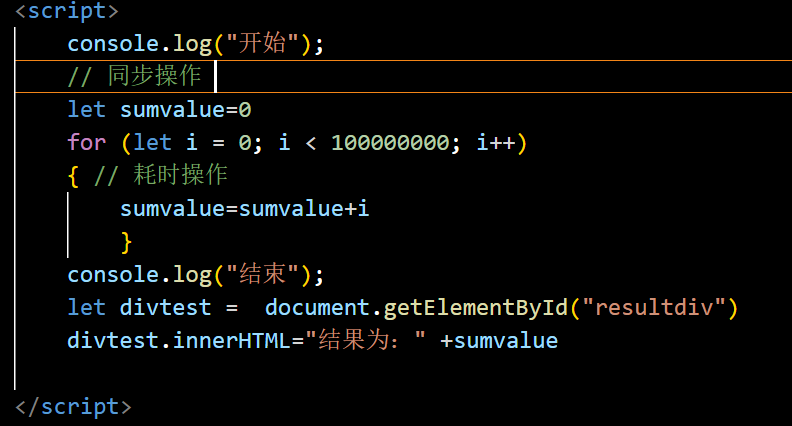 <script>
console.log("开始");
// 同步操作
let sumvalue=0
for (let i = 0; i < 100000000; i++)
{ // 耗时操作
sumvalue=sumvalue+i
}
console.log("结束");
let divtest =  document.getElementById("resultdiv")
divtest.innerHTML="结果为：" +sumvalue
</script>